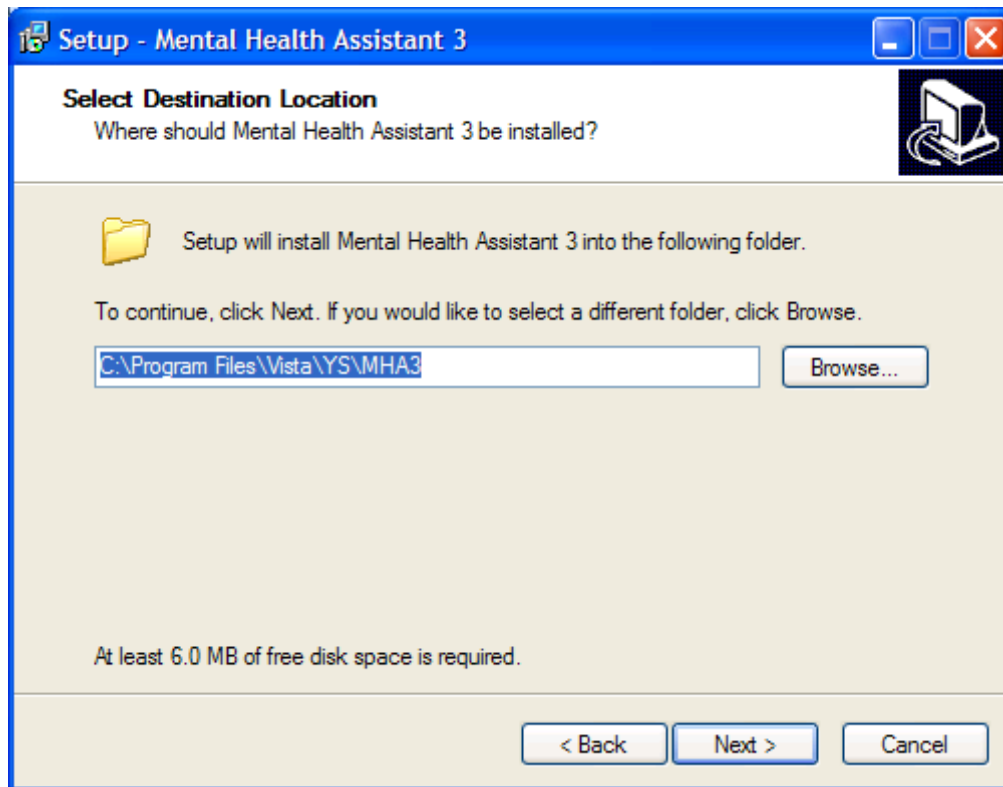 Setup - Mental Health Assistant 3
Select Destination Location
Where should Mental Health Assistant 3 be installed?
Setup will install Mental Health Assistant 3 into the following folder.
To continue, click Next. If you would like to select a different folder, click Browse.
C:\Program Files\Vista\YS\MHA3
Browse...
At least 6.0 MB of free disk space is required.
< Back
Next >
Cancel